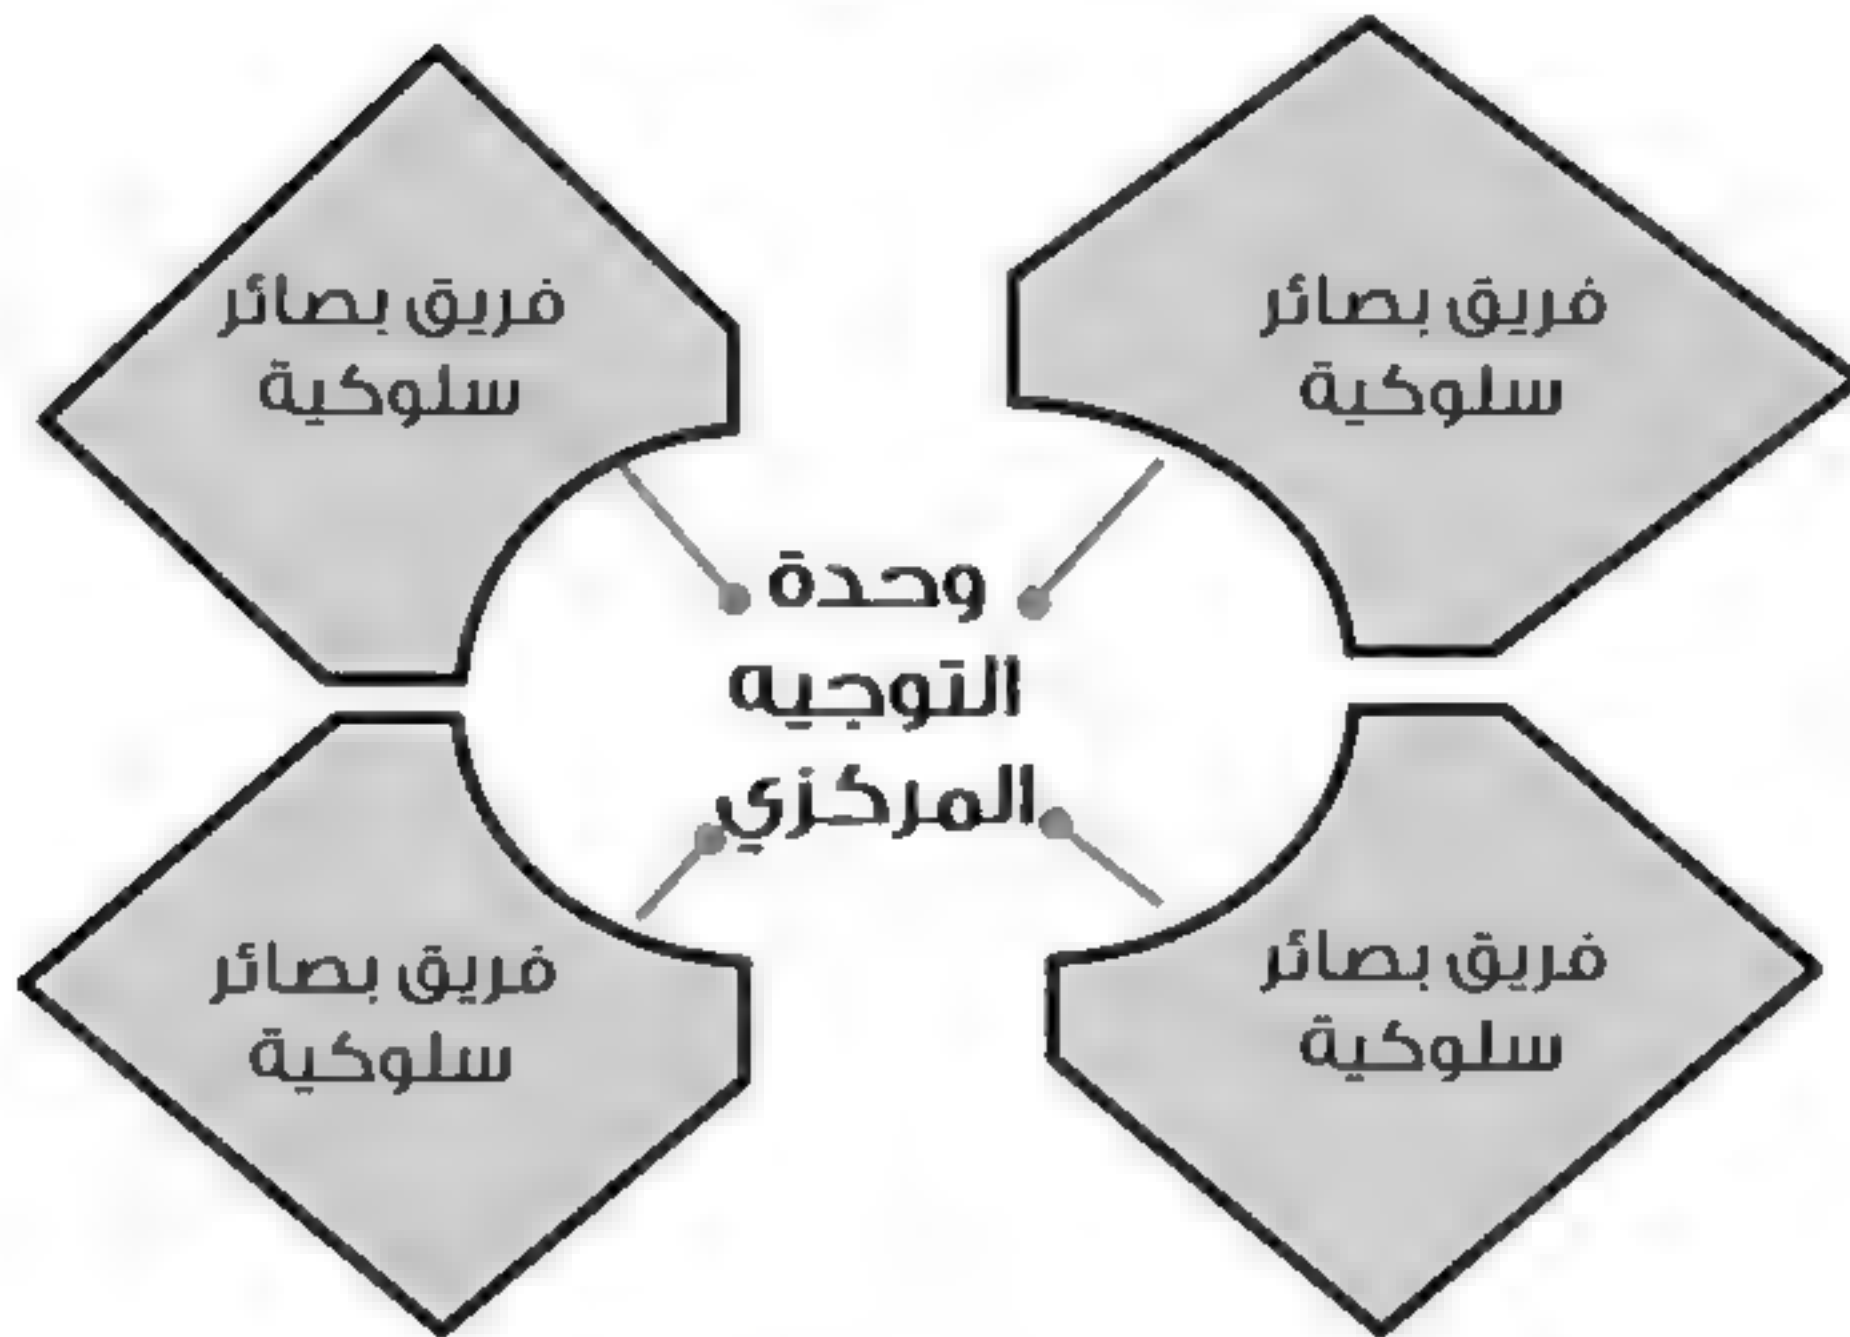 فريق بصائر
سلوكية
فريق بصائر
سلوكية
وحدة
التوجيه
المركزي
فريق بصائر
سلوكية
فريق بصائر
سلوكية